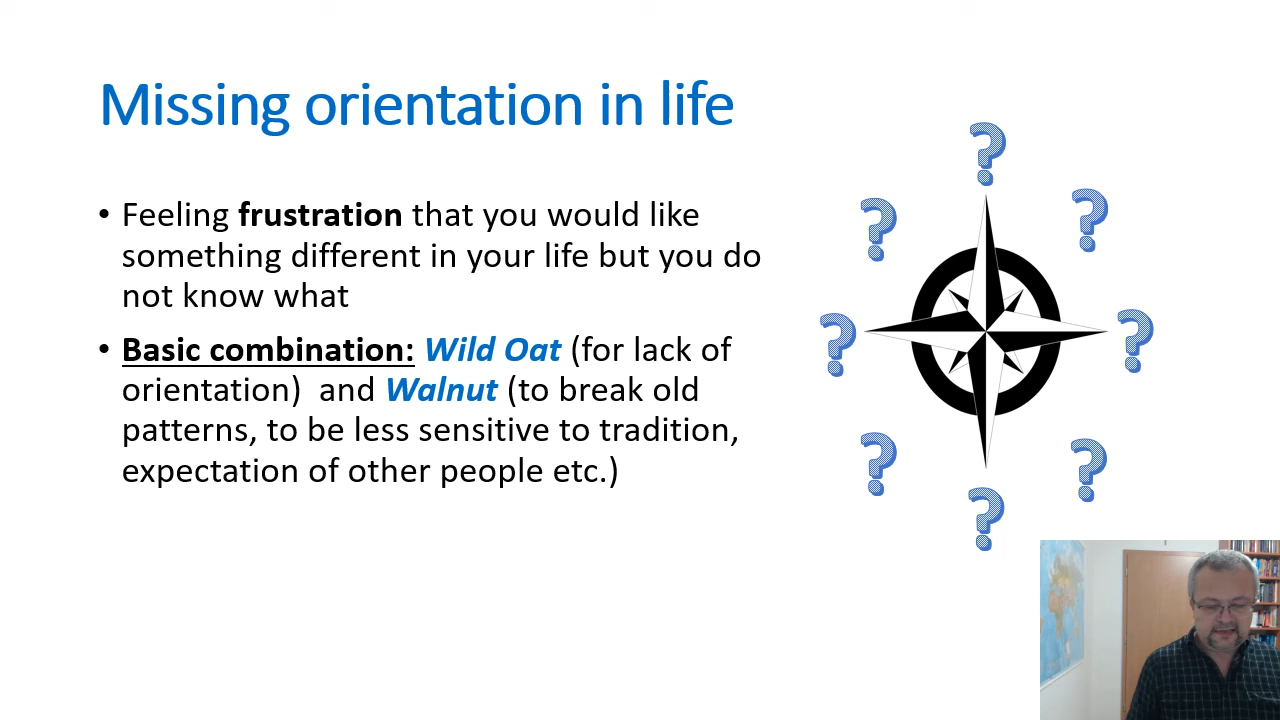 Missing orientation in life
• Feeling frustration that you would like
something different in your life but you do
not know what
• Basic combination: Wild Oat (for lack of
orientation)  and Walnut (to break old
patterns, to be less sensitive to tradition,
expectation of other people etc.)
?
? ?
? ?
? ?
?